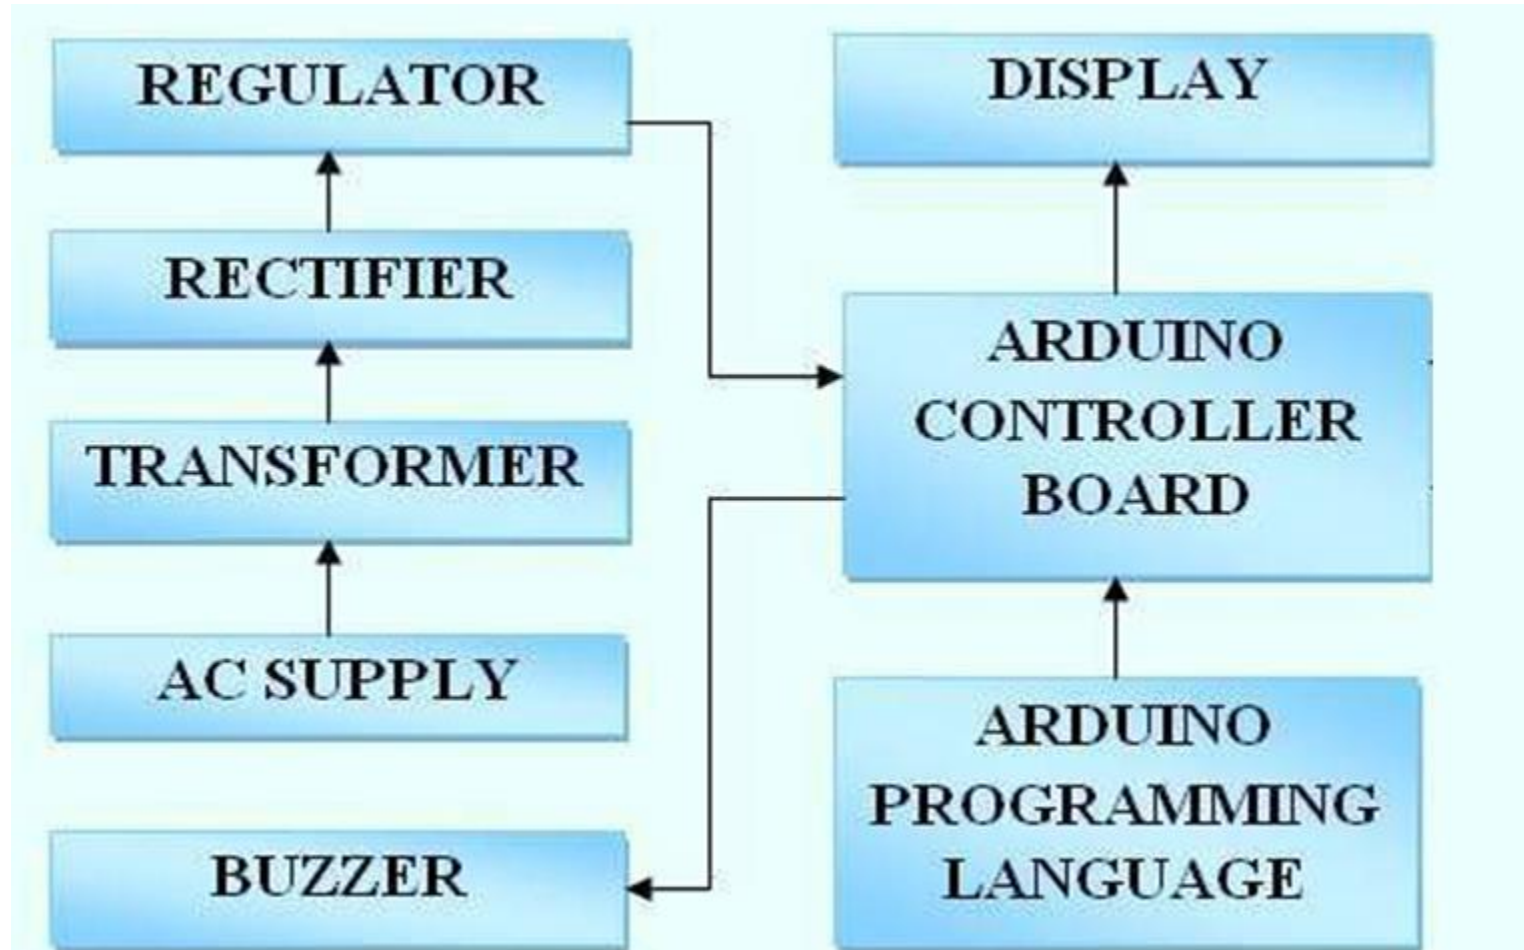 REGULATOR
RECTIFIER
TRANSFORMER
AC SUPPLY
BUZZER
DISPLAY
ARDUINO
CONTROLLER
BOARD
ARDUINO
PROGRAMMING
LANGUAGE